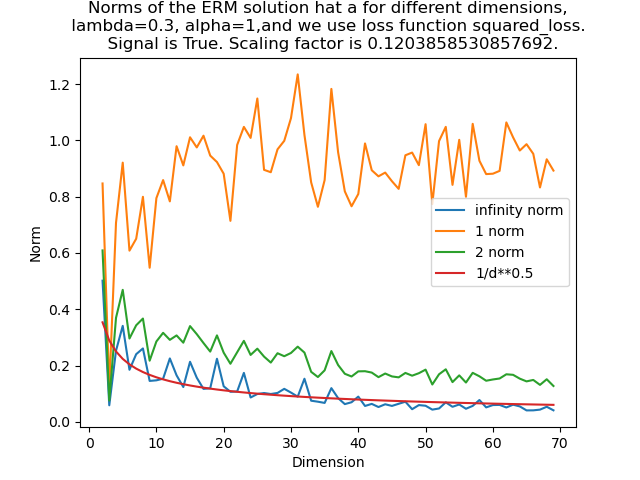 Norms of the ERM solution hat a for different dimensions,
lambda=0.3, alpha=1,and we use loss function squared_loss.
Signal is True. Scaling factor is 0.1203858530857692.
1.2
1.0
0.8
0.6
0.4
0.2
0.0
Norm
infinity norm
1 norm
2 norm
1/d**0.5
0 10 20 30 40 50 60 70
Dimension